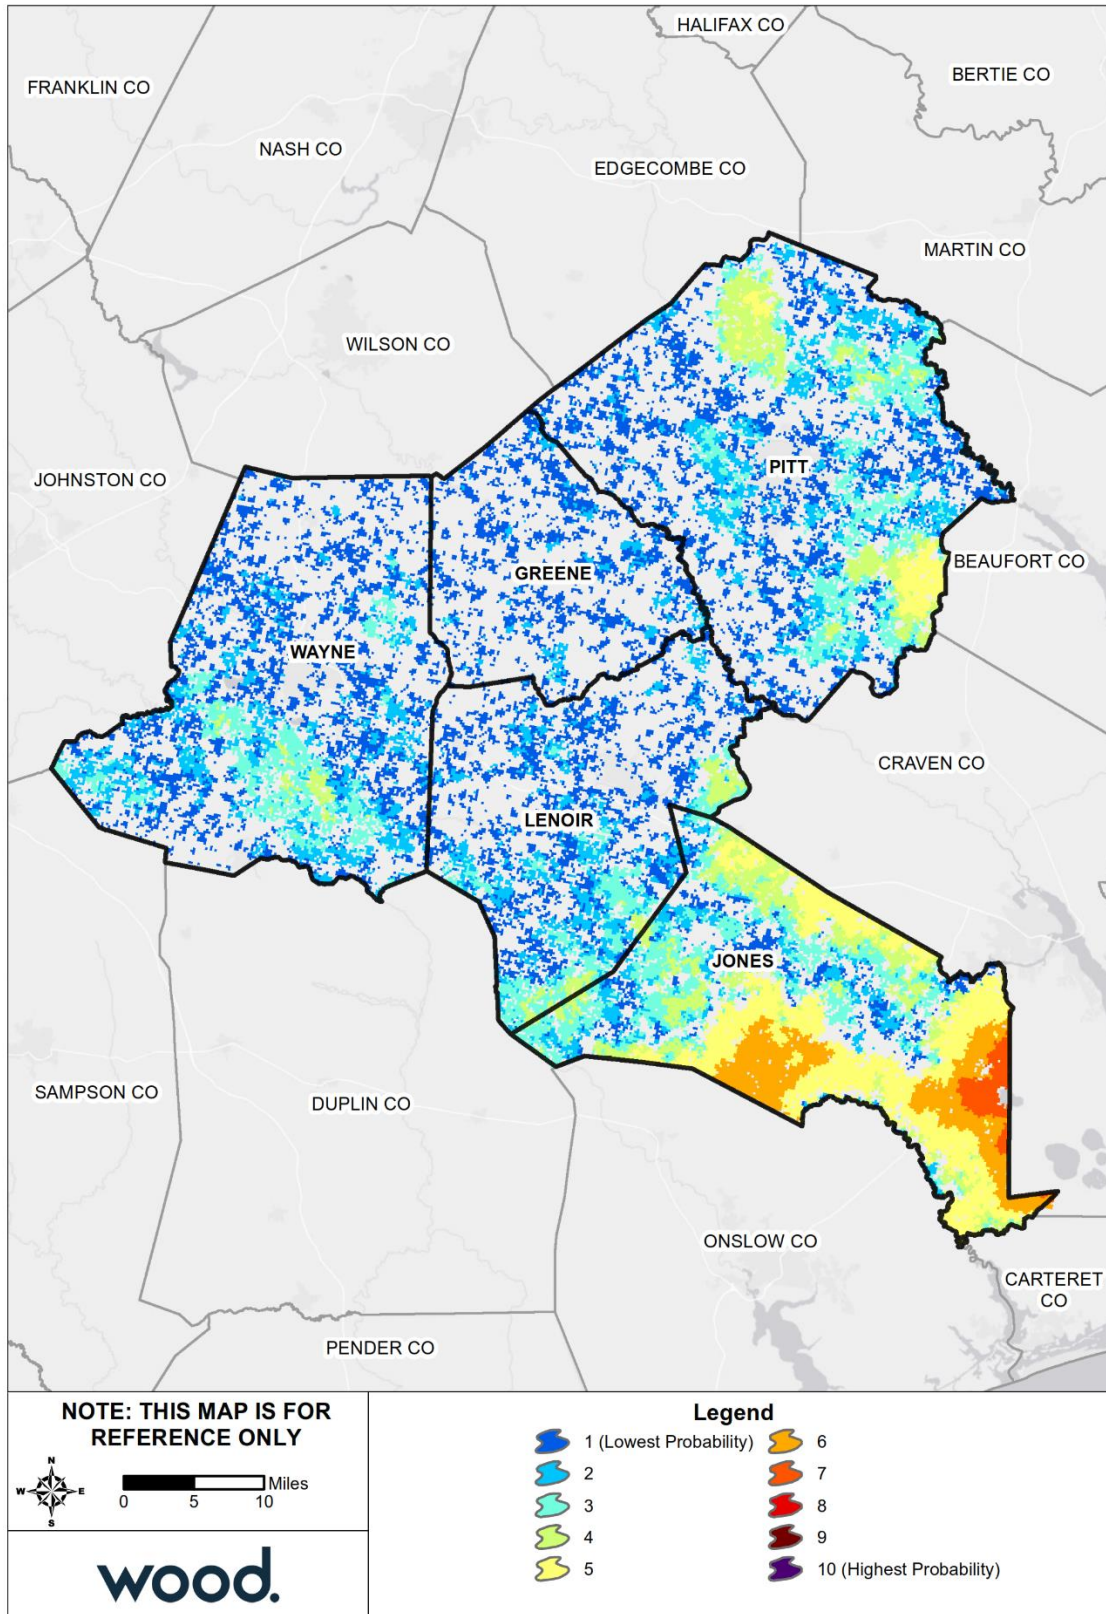 HALIFAX CO
FRANKLIN CO
BERTIE CO
NASH CO
EDGECOMBE CO
MARTIN CO
WILSON CO
JOHNSTON CO
PITT
BEAUFORT CO
GREENE
WAYNE
CRAVEN CO
LENOIR
JONES
SAMPSON CO
DUPLIN CO
ONSLOW CO
CARTERET
CO
PENDER CO
NOTE: THIS MAP IS FOR
REFERENCE ONLY
N
W E
S
Miles
0 5 10
wood.
Legend
1 (Lowest Probability)
2
3
4
5
6
7
8
9
10 (Highest Probability)